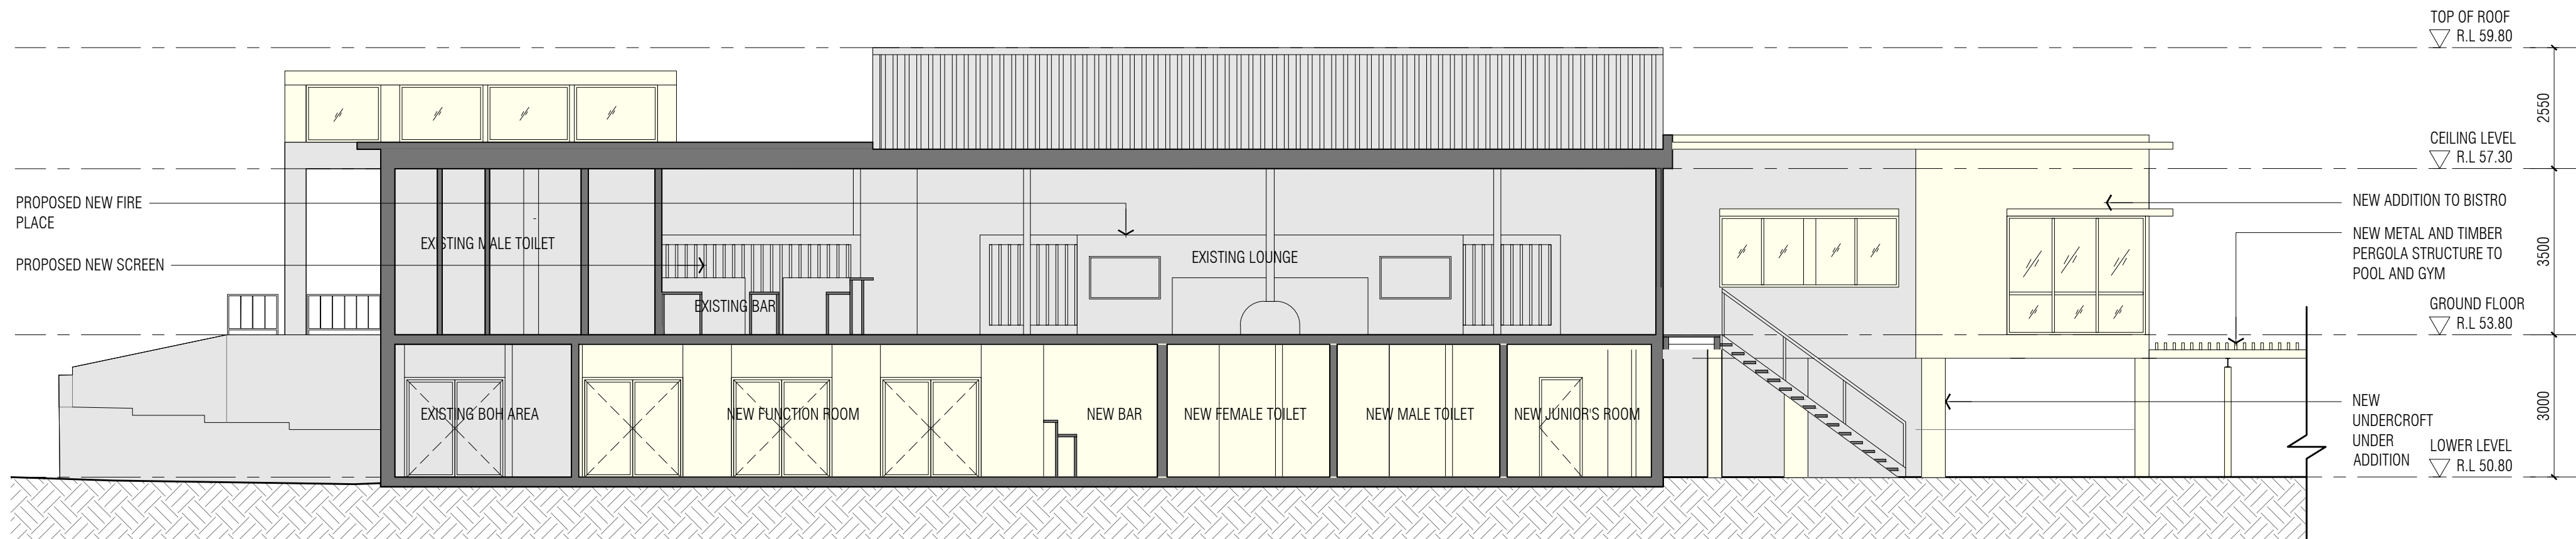 TOP OF ROOF
R.L 59.80
2550
CEILING LEVEL
R.L 57.30
PROPOSED NEW FIRE
PLACE
NEW ADDITION TO BISTRO
NEW METAL AND TIMBER
PERGOLA STRUCTURE TO
POOL AND GYM
3500
EXISTING MALE TOILET
EXISTING LOUNGE
PROPOSED NEW SCREEN
EXISTING BAR
GROUND FLOOR
R.L 53.80
EXISTING BOH AREA
NEW FUNCTION ROOM
NEW BAR
NEW FEMALE TOILET
NEW MALE TOILET
NEW JUNIOR'S ROOM
NEW
UNDERCROFT
UNDER
ADDITION
3000
LOWER LEVEL
R.L 50.80